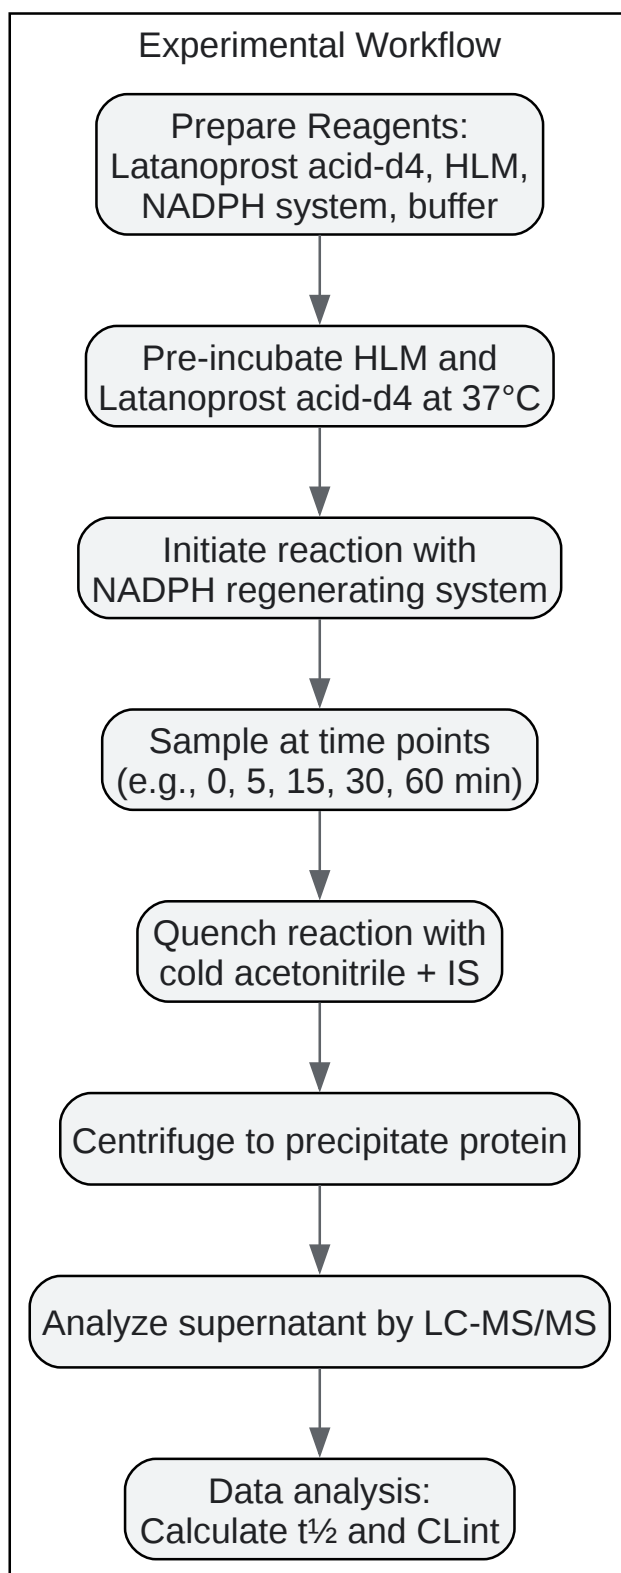 Experimental Workflow
Prepare Reagents:
Latanoprost acid-d4, HLM,
NADPH system, buffer
Pre-incubate HLM and
Latanoprost acid-d4 at 37°C
Initiate reaction with
NADPH regenerating system
Sample at time points
(e.g., 0, 5, 15, 30, 60 min)
Quench reaction with
cold acetonitrile + IS
Centrifuge to precipitate protein
Analyze supernatant by LC-MS/MS
Data analysis:
Calculate t½ and CLint